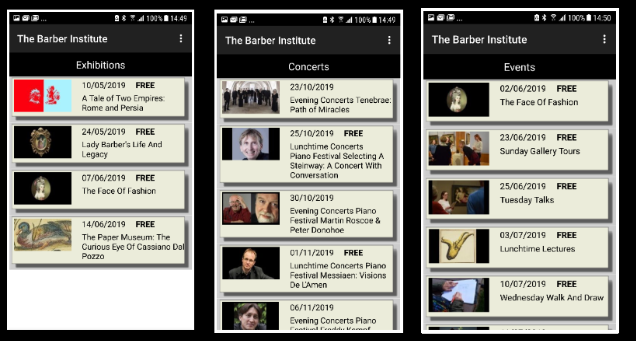 100% 14:49
The Barber Institute
Exhibitions
10/05/2019 FREE
A Tale of Two Empires:
Rome and Persia
24/05/2019 FREE
Lady Barber's Life And
Legacy
07/06/2019 FREE
The Face Of Fashion
14/06/2019 FREE
The Paper Museum: The
Curious Eye Of Cassiano Dal
Pozzo
100% 14:49
The Barber Institute
Concerts
23/10/2019
Evening Concerts Tenebrae:
Path of Miracles
25/10/2019 FREE
Lunchtime Concerts
Piano Festival Selecting A
Steinway: A Concert With
Conversation
30/10/2019
Evening Concerts Piano
Festival Martin Roscoe &
Peter Donohoe
01/11/2019 FREE
Lunchtime Concerts Piano
Festival Messiaen: Visions
De L'Amen
06/11/2019
Evening Concerts Piano
Festival Freddy Kempf
100% 14:50
The Barber Institute
Events
02/06/2019 FREE
The Face Of Fashion
23/06/2019 FREE
Sunday Gallery Tours
25/06/2019 FREE
Tuesday Talks
03/07/2019 FREE
Lunchtime Lectures
10/07/2019 FREE
Wednesday Walk And Draw